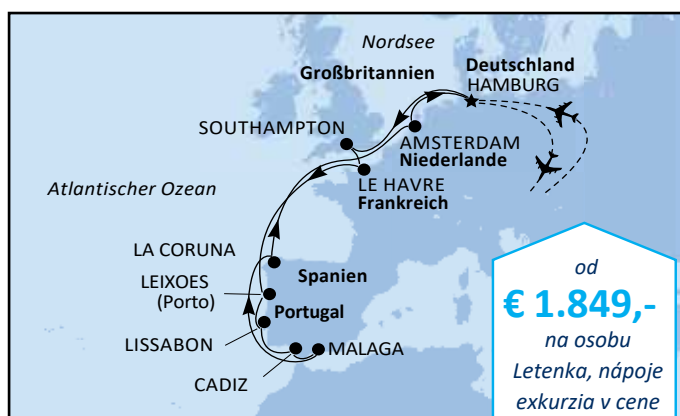 Nordsee
Deutschland
HAMBURG
Großbritannien
SOUTHAMPTON
AMSTERDAM
Niederlande
LE HAVRE
Frankreich
Atlantischer Ozean
LA CORUNA
Spanien
LEIXOES
(Porto)
Portugal
LISSABON
MALAGA
CADIZ
od
€ 1.849,-
na osobu
Letenka, nápoje
exkurzia v cene